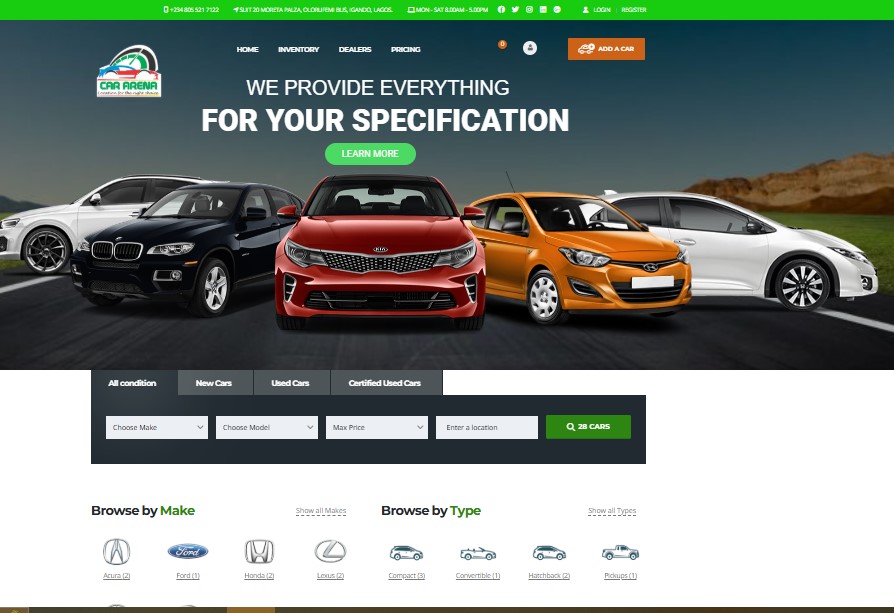 +234 805 521 7122 SUIT 20 MORITA PALZA, OLORUFEMI BUS, IGANDO, LAGOS. MON - SAT 8.00AM - 5.00PM LOGIN REGISTER
HOME INVENTORY DEALERS PRICING 0 ADD A CAR
CAR ARENA
WE PROVIDE EVERYTHING
FOR YOUR SPECIFICATION
LEARN MORE
KIA
All condition New Cars Used Cars Certified Used Cars
Choose Make Choose Model Max Price Enter a location 28 CARS
Browse by Make Show all Makes Browse by Type Show all Types
Ford
Acura (2) Ford (1) Honda (2) Lexus (2) Compact (3) Convertible (1) Hatchback (2) Pickups (1)